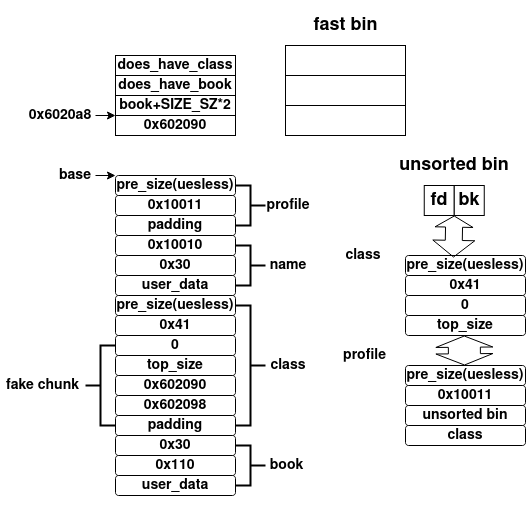 fast bin
does_have_class
does_have_book
book+SIZE_SZ*2
0x6020a8
0x602090
base
pre_size(uesless)
0x10011
padding
profile
0x10010
0x30
user_data
name
pre_size(uesless)
0x41
0
top_size
0x602090
0x602098
padding
class
fake chunk
0x30
0x110
user_data
book
unsorted bin
fd bk
class
pre_size(uesless)
0x41
0
top_size
profile
pre_size(uesless)
0x10011
unsorted bin
class